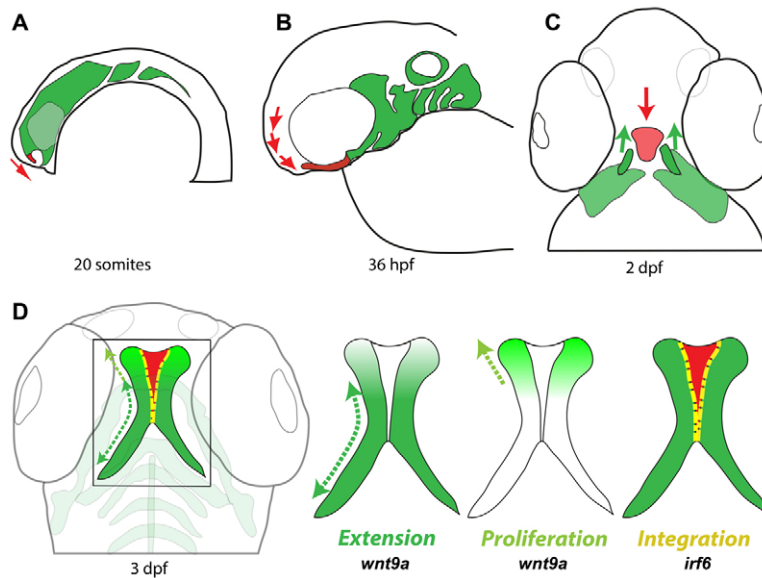 A
B
C
20 somites
36 hpf
2 dpf
D
3 dpf
Extension
wnt9a
Proliferation
wnt9a
Integration
irf6